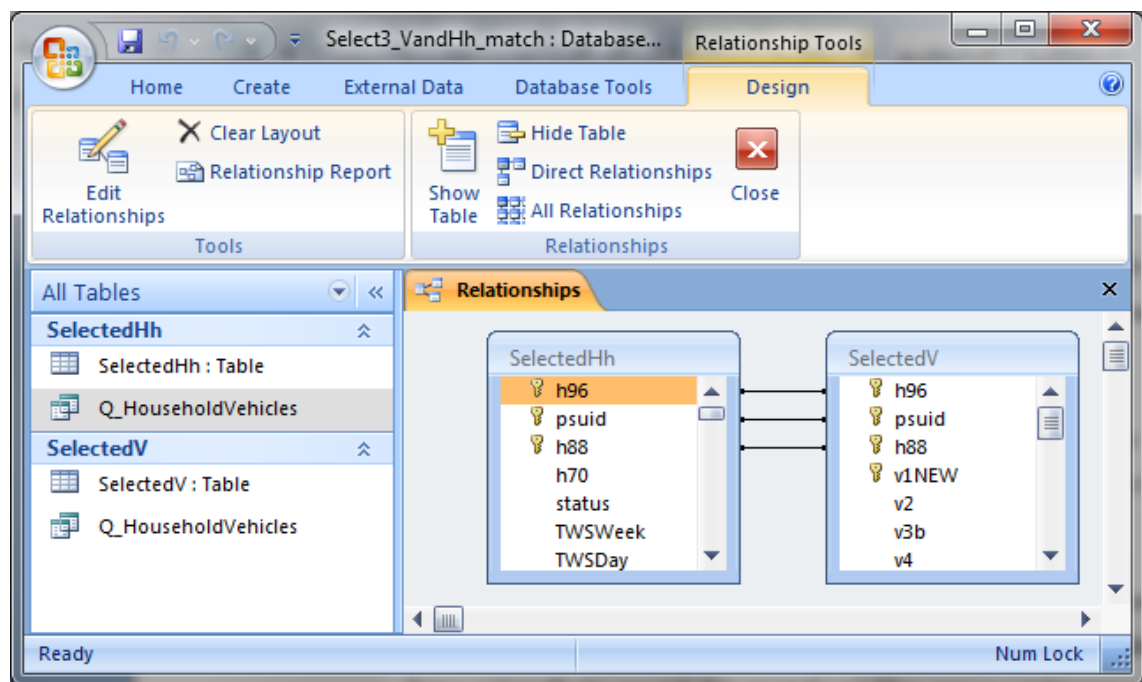 Select3_VandHh_match : Database... Relationship Tools
Home Create External Data Database Tools Design
Clear Layout
Relationship Report
Edit
Relationships
Tools
Show
Table
Hide Table
Direct Relationships
All Relationships
Close
Relationships
All Tables
SelectedHh
SelectedHh : Table
Q_HouseholdVehicles
SelectedV
SelectedV : Table
Q_HouseholdVehicles
Relationships
SelectedHh
h96
psuid
h88
h70
status
TWSWeek
TWSDay
SelectedV
h96
psuid
h88
v1NEW
v2
v3b
v4
Ready Num Lock